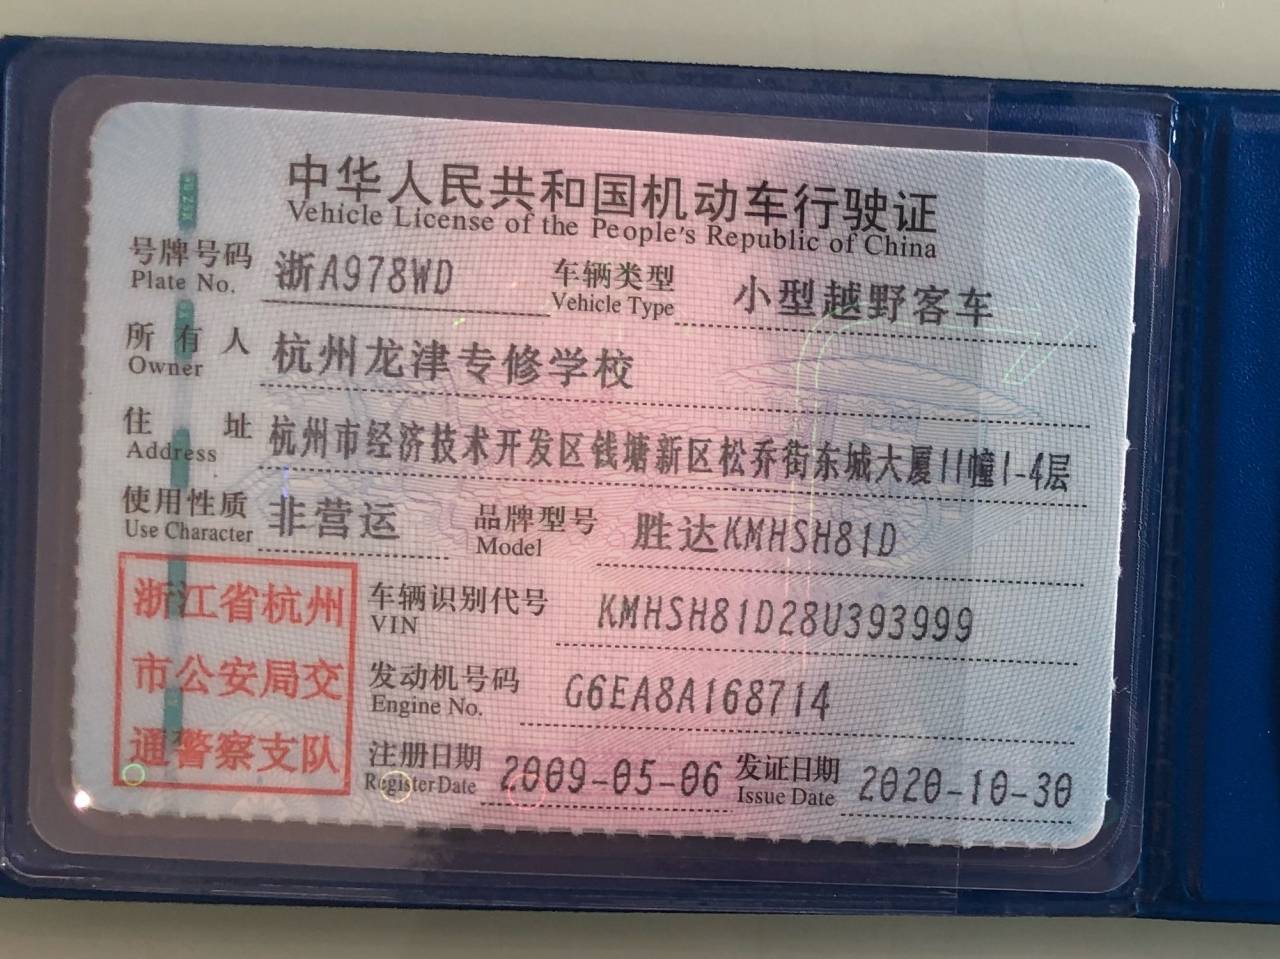 中华人民共和国机动车行驶证
Vehicle License of the People's Republic of China
号牌号码 浙A978WD 车辆类型 小型越野客车
Plate No. Vehicle Type
所有人 杭州龙津专修学校
Owner
住址 杭州市经济技术开发区钱塘新区松乔街东城大厦11幢1-4层
Address
使用性质 非营运 品牌型号 胜达KMHSH81D
Use Character Model
浙江省杭州
市公安局交
通警察支队
车辆识别代号 KMHSH81D28U393999
VIN
发动机号码 G6EA8A168714
Engine No.
注册日期 2009-05-06 发证日期 2020-10-30
Register Date Issue Date